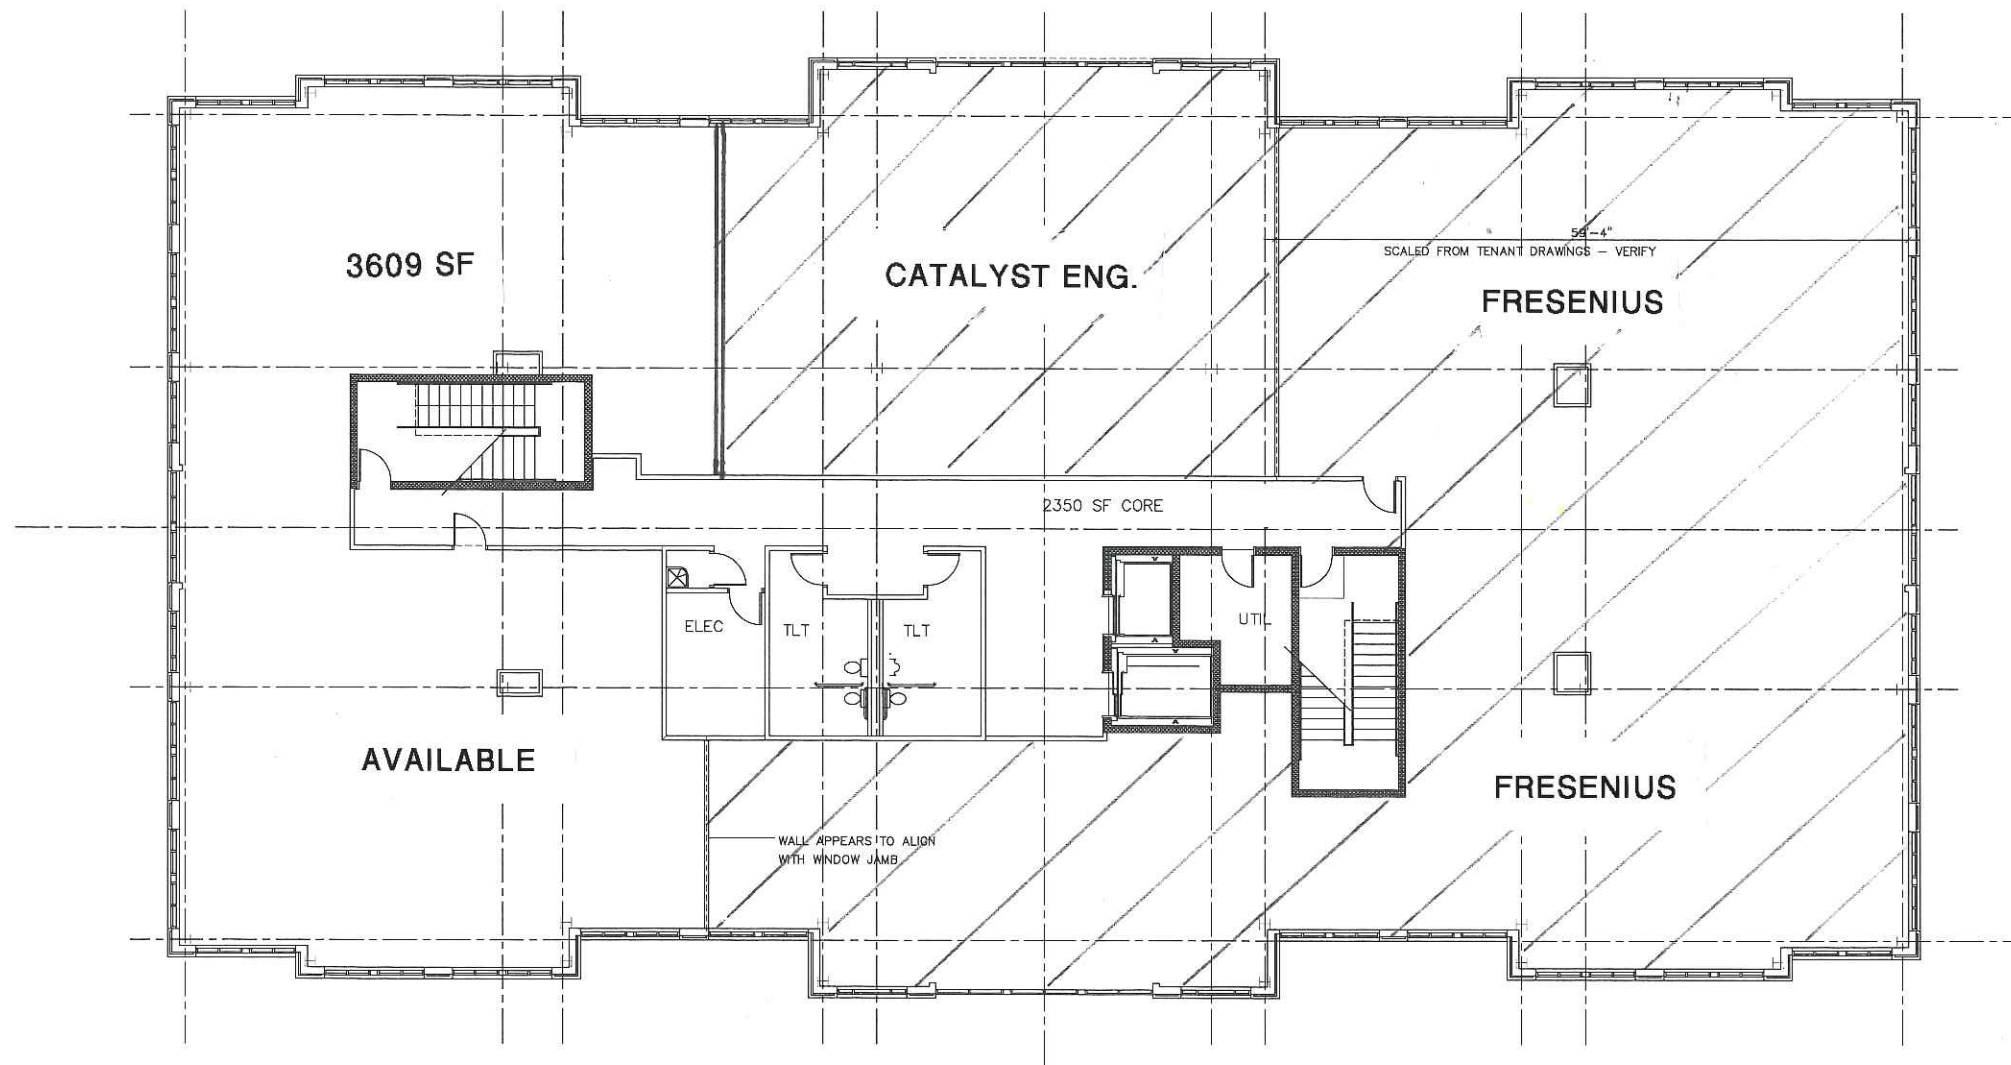 59'-4"
SCALED FROM TENANT DRAWINGS – VERIFY
3609 SF
CATALYST ENG.
FRESENIUS
2350 SF CORE
ELEC
TLT
TLT
UTIL
AVAILABLE
FRESENIUS
WALL APPEARS TO ALIGN
WITH WINDOW JAMB